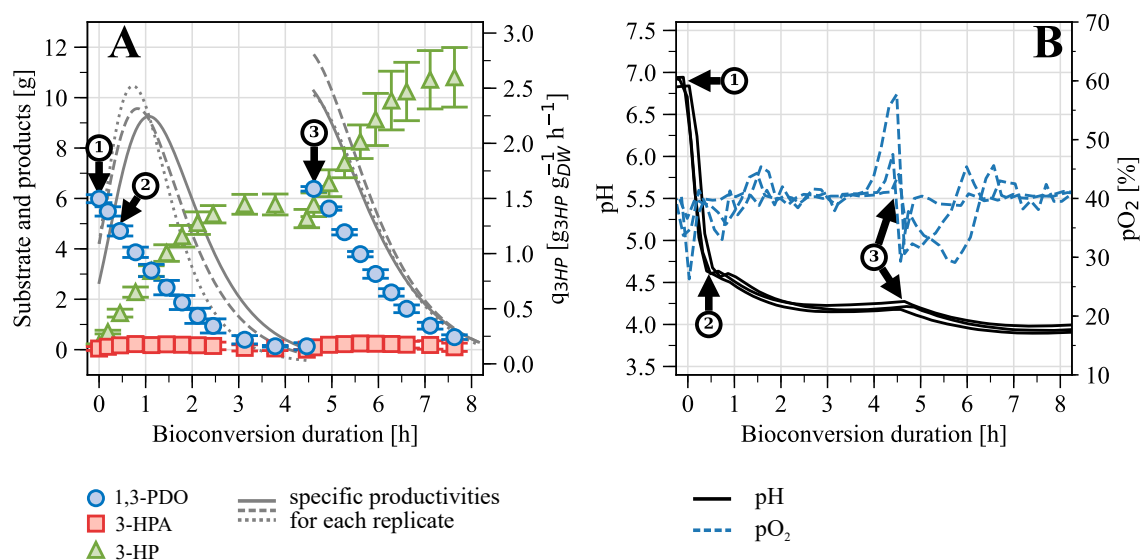 A
Substrate and products [g]
12
10
8
6
4
2
0
3.0
2.5
2.0
1.5
1.0
0.5
0.0
q3HP [g3HP g−1DW h−1]
1
2
3
0 1 2 3 4 5 6 7 8
Bioconversion duration [h]
1,3-PDO
3-HPA
3-HP
specific productivities
for each replicate
B
pH
7.5
7.0
6.5
6.0
5.5
5.0
4.5
4.0
3.5
70
60
50
40
30
20
10
pO2 [%]
1
2
3
0 1 2 3 4 5 6 7 8
Bioconversion duration [h]
pH
pO2